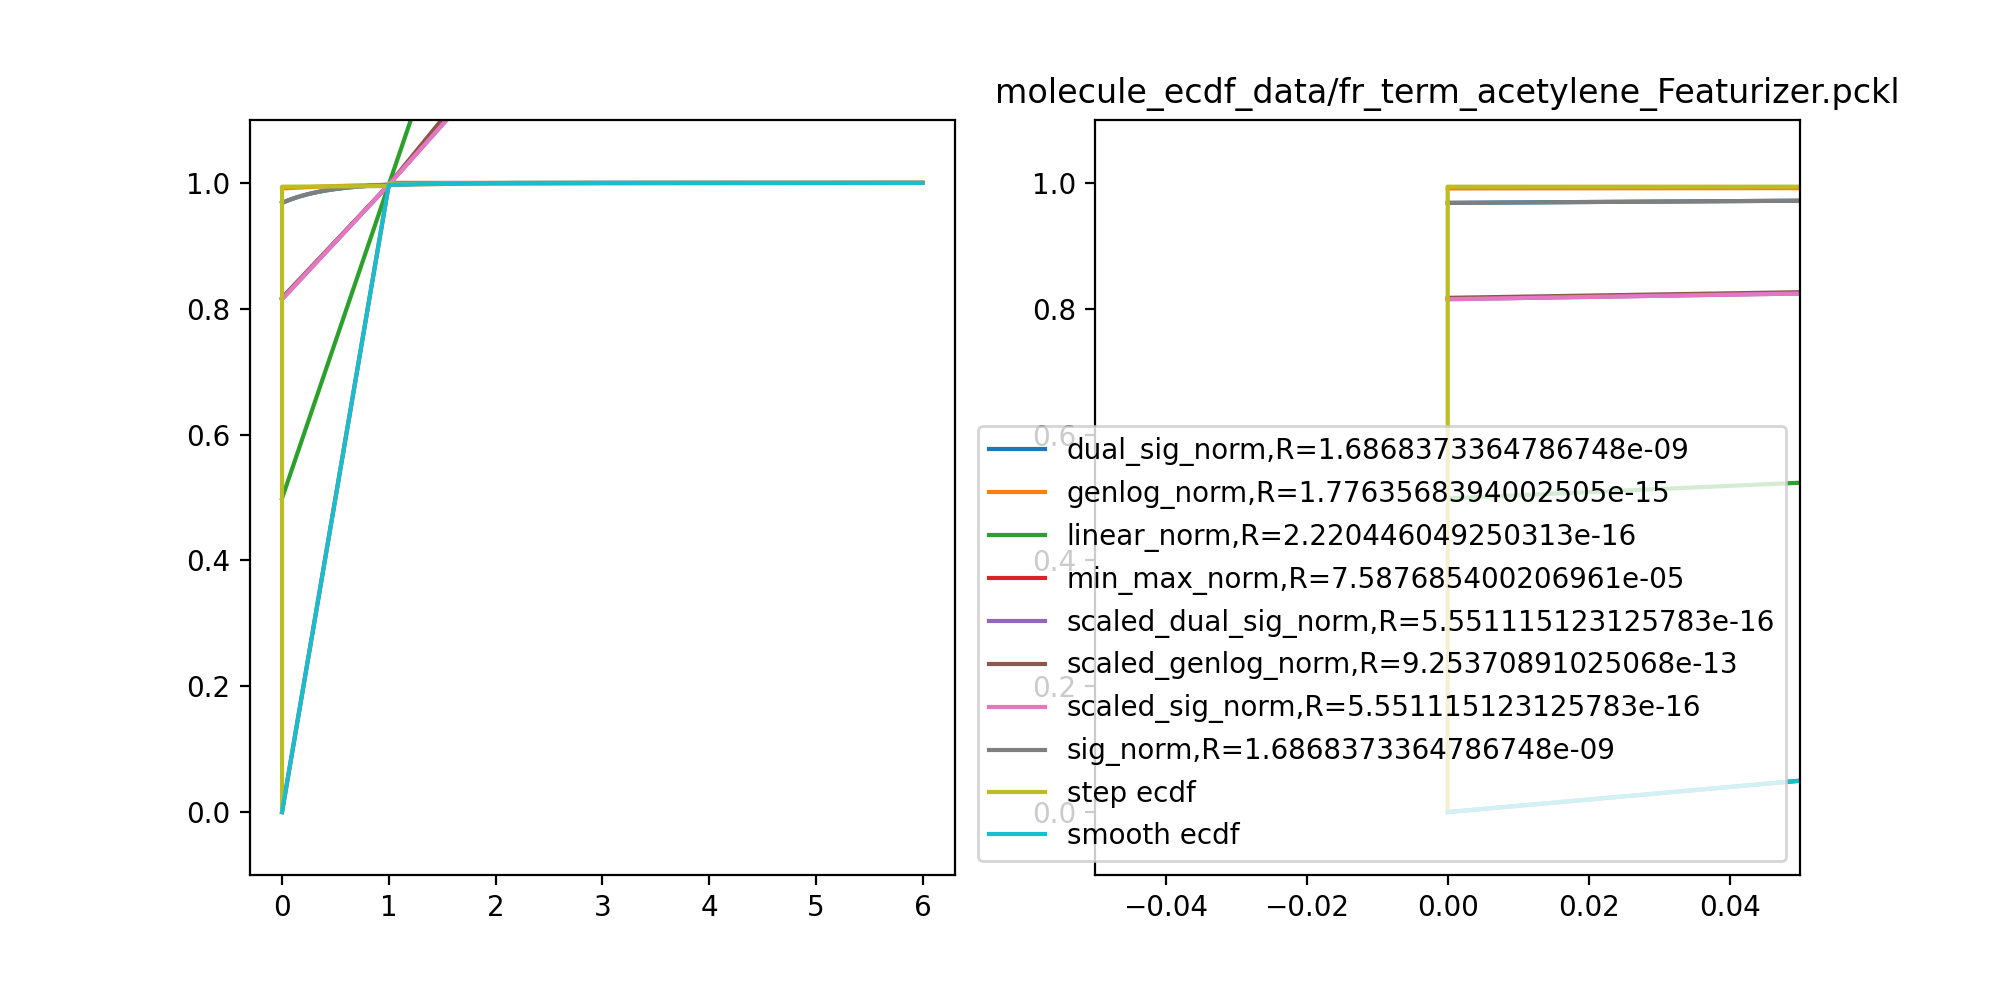 molecule_ecdf_data/fr_term_acetylene_Featurizer.pckl
1.0
0.8
0.6
0.4
0.2
0.0
0 1 2 3 4 5 6
1.0
0.8
0.6
0.4
0.2
0.0
dual_sig_norm,R=1.6868373364786748e-09
genlog_norm,R=1.7763568394002505e-15
linear_norm,R=2.220446049250313e-16
min_max_norm,R=7.587685400206961e-05
scaled_dual_sig_norm,R=5.551115123125783e-16
scaled_genlog_norm,R=9.25370891025068e-13
scaled_sig_norm,R=5.551115123125783e-16
sig_norm,R=1.6868373364786748e-09
step ecdf
smooth ecdf
−0.04 −0.02 0.00 0.02 0.04